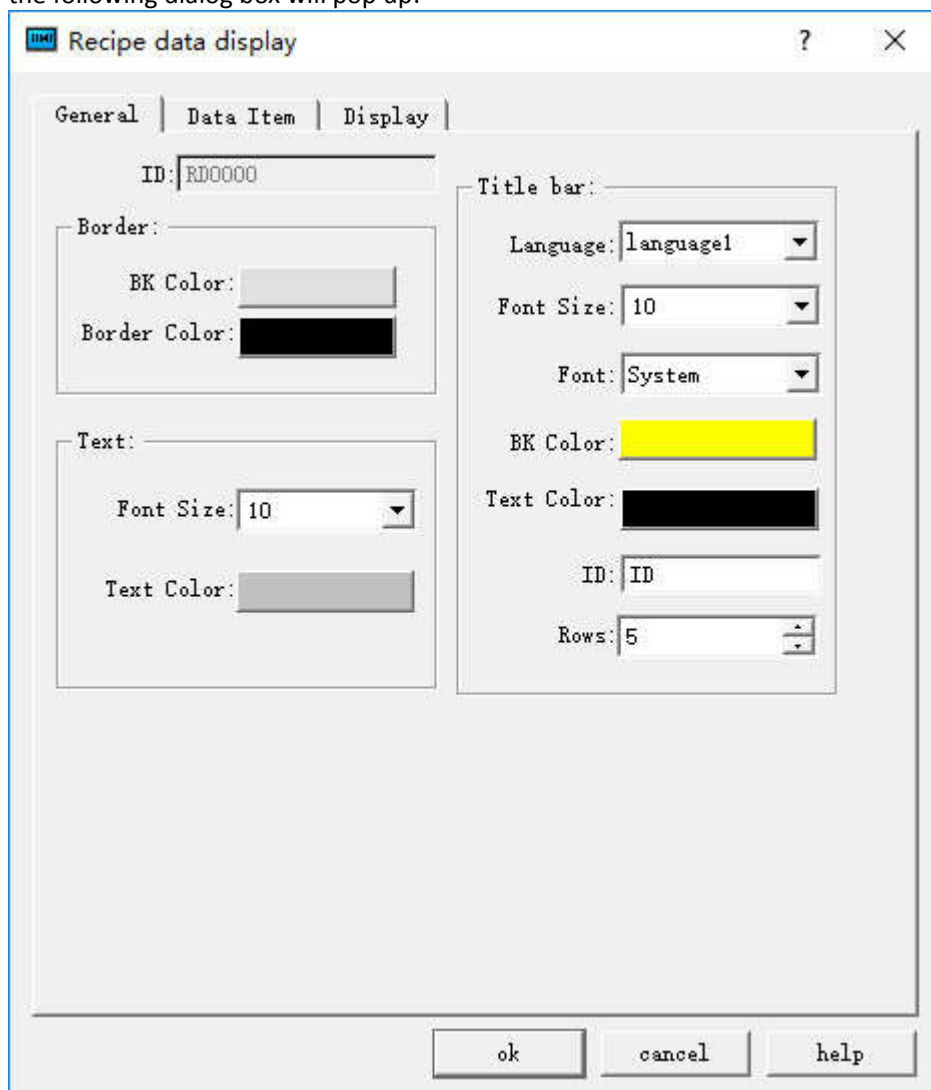 the following dialog box will pop up:
HMI Recipe data display ? ×
General Data Item Display
ID: RD0000
Border:
BK Color:
Border Color:
Text:
Font Size: 10
Text Color:
Title bar:
Language: language1
Font Size: 10
Font: System
BK Color:
Text Color:
ID: ID
Rows: 5
ok cancel help